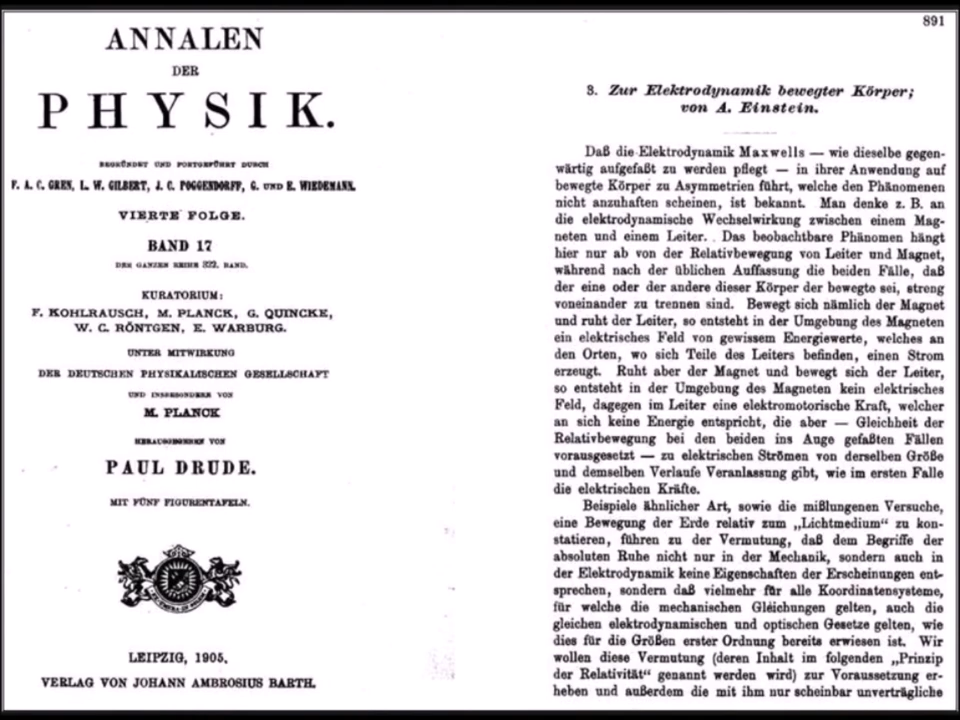 ANNALEN
DER
PHYSIK.
BEGRÜNDET UND FORTGEFÜHRT DURCH
F. A. C. GREN, L. W. GILBERT, J. C. POGGENDORFF, G. UND E. WIEDEMANN.
VIERTE FOLGE.
BAND 17
DER GANZEN REIHE 322. BAND.
KURATORIUM:
F. KOHLRAUSCH, M. PLANCK, G. QUINCKE,
W. C. RÖNTGEN, E. WARBURG.
UNTER MITWIRKUNG
DER DEUTSCHEN PHYSIKALISCHEN GESELLSCHAFT
UND INSBESONDERE VON
M. PLANCK
HERAUSGEGEBEN VON
PAUL DRUDE.
MIT FÜNF FIGURENTAFELN.
LEIPZIG, 1905.
VERLAG VON JOHANN AMBROSIUS BARTH.
891
3. Zur Elektrodynamik bewegter Körper;
von A. Einstein.
Daß die Elektrodynamik Maxwells — wie dieselbe gegen-
wärtig aufgefaßt zu werden pflegt — in ihrer Anwendung auf
bewegte Körper zu Asymmetrien führt, welche den Phänomenen
nicht anzuhaften scheinen, ist bekannt. Man denke z. B. an
die elektrodynamische Wechselwirkung zwischen einem Mag-
neten und einem Leiter. Das beobachtbare Phänomen hängt
hier nur ab von der Relativbewegung von Leiter und Magnet,
während nach der üblichen Auffassung die beiden Fälle, daß
der eine oder der andere dieser Körper der bewegte sei, streng
voneinander zu trennen sind. Bewegt sich nämlich der Magnet
und ruht der Leiter, so entsteht in der Umgebung des Magneten
ein elektrisches Feld von gewissem Energiewerte, welches an
den Orten, wo sich Teile des Leiters befinden, einen Strom
erzeugt. Ruht aber der Magnet und bewegt sich der Leiter,
so entsteht in der Umgebung des Magneten kein elektrisches
Feld, dagegen im Leiter eine elektromotorische Kraft, welcher
an sich keine Energie entspricht, die aber — Gleichheit der
Relativbewegung bei den beiden ins Auge gefaßten Fällen
vorausgesetzt — zu elektrischen Strömen von derselben Größe
und demselben Verlaufe Veranlassung gibt, wie im ersten Falle
die elektrischen Kräfte.
Beispiele ähnlicher Art, sowie die mißlungenen Versuche,
eine Bewegung der Erde relativ zum „Lichtmedium“ zu kon-
statieren, führen zu der Vermutung, daß dem Begriffe der
absoluten Ruhe nicht nur in der Mechanik, sondern auch in
der Elektrodynamik keine Eigenschaften der Erscheinungen ent-
sprechen, sondern daß vielmehr für alle Koordinatensysteme,
für welche die mechanischen Gleichungen gelten, auch die
gleichen elektrodynamischen und optischen Gesetze gelten, wie
dies für die Größen erster Ordnung bereits erwiesen ist. Wir
wollen diese Vermutung (deren Inhalt im folgenden „Prinzip
der Relativität“ genannt werden wird) zur Voraussetzung er-
heben und außerdem die mit ihm nur scheinbar unverträgliche